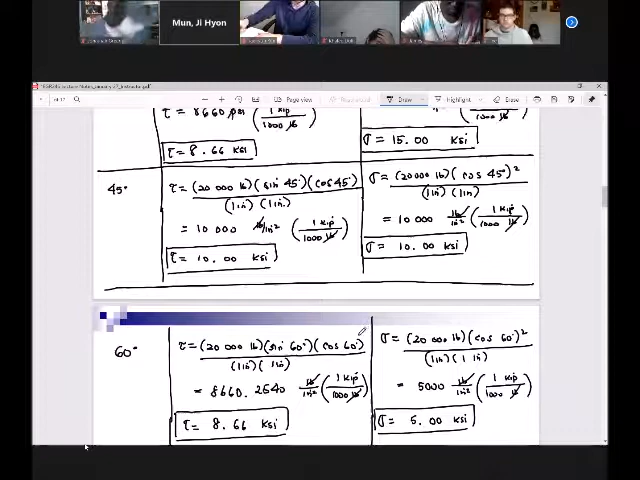 Mun, Ji Hyon
Page view
Draw
Highlight
Erase
τ = 8660 psi (1 kip / 1000 lb)
τ = 8.66 ksi
σ = 15.00 ksi
45°
τ = (20 000 lb)(sin 45°)(cos 45°) / (1 in)(1 in)
= 10 000 lb/in² (1 kip / 1000 lb)
τ = 10.00 ksi
σ = (20 000 lb)(cos 45°)² / (1 in)(1 in)
= 10 000 lb/in² (1 kip / 1000 lb)
σ = 10.00 ksi
60°
τ = (20 000 lb)(sin 60°)(cos 60°) / (1 in)(1 in)
= 8660.2540 lb/in² (1 kip / 1000 lb)
τ = 8.66 ksi
σ = (20 000 lb)(cos 60°)² / (1 in)(1 in)
= 5000 lb/in² (1 kip / 1000 lb)
σ = 5.00 ksi